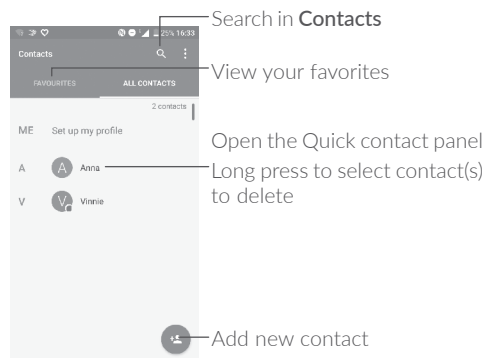 Search in Contacts
25% 16:33
Contacts
View your favorites
FAVOURITES ALL CONTACTS
2 contacts
ME Set up my profile
Open the Quick contact panel
A A Anna
Long press to select contact(s)
to delete
V V Vinnie
Add new contact